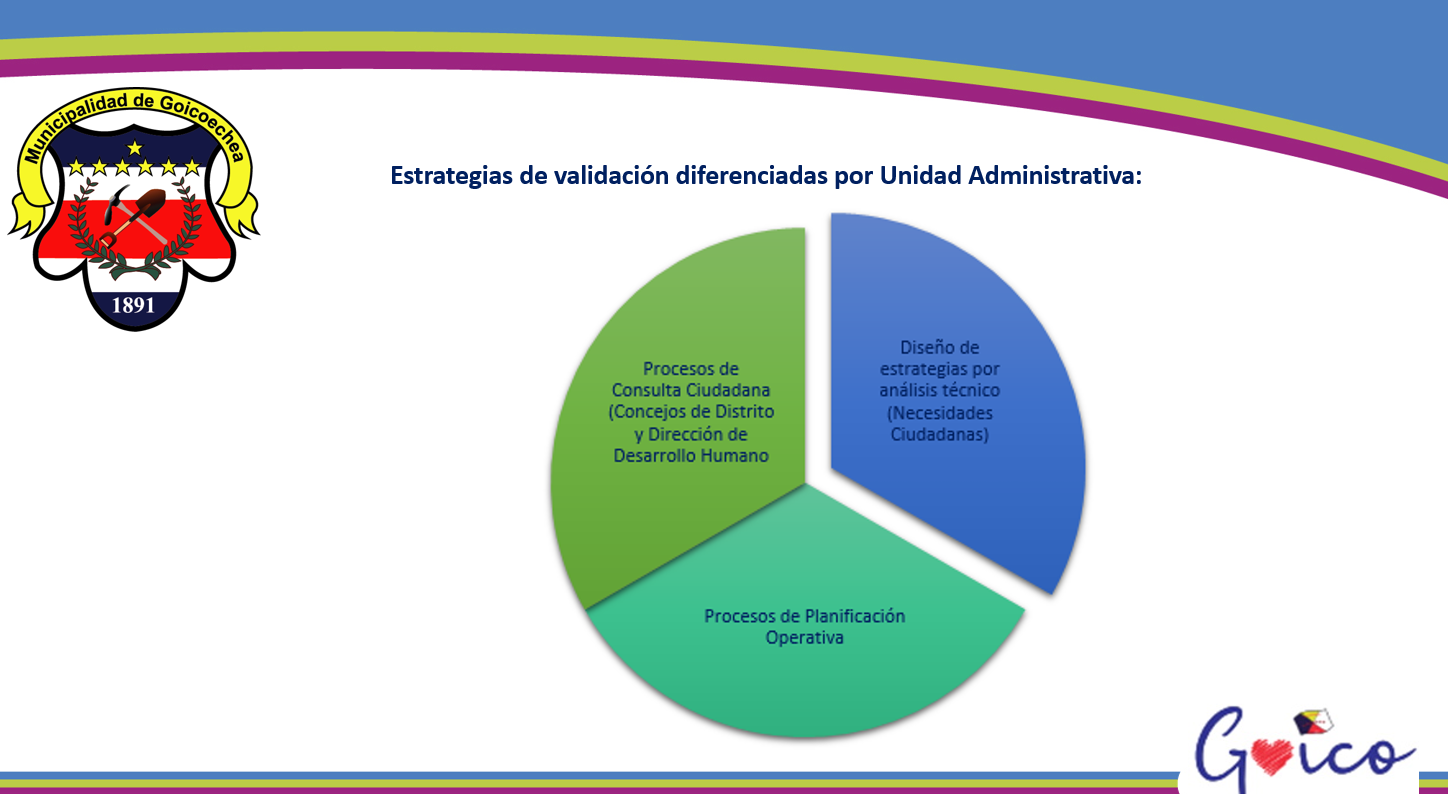 Municipalidad de Goicoechea
1891
Estrategias de validación diferenciadas por Unidad Administrativa:
Procesos de
Consulta Ciudadana
(Concejos de Distrito
y Dirección de
Desarrollo Humano
Diseño de
estrategias por
análisis técnico
(Necesidades
Ciudadanas)
Procesos de Planificación
Operativa
Goico